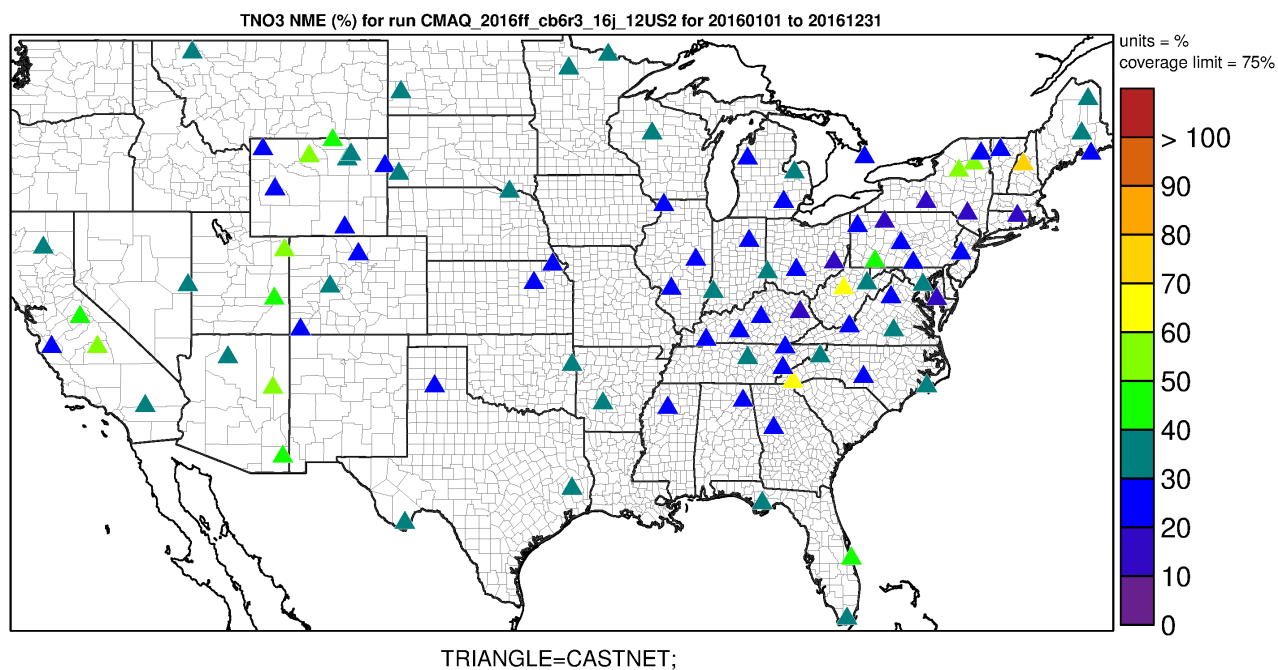 TNO3 NME (%) for run CMAQ_2016ff_cb6r3_16j_12US2 for 20160101 to 20161231
units = %
coverage limit = 75%
> 100
90
80
70
60
50
40
30
20
10
0
TRIANGLE=CASTNET;